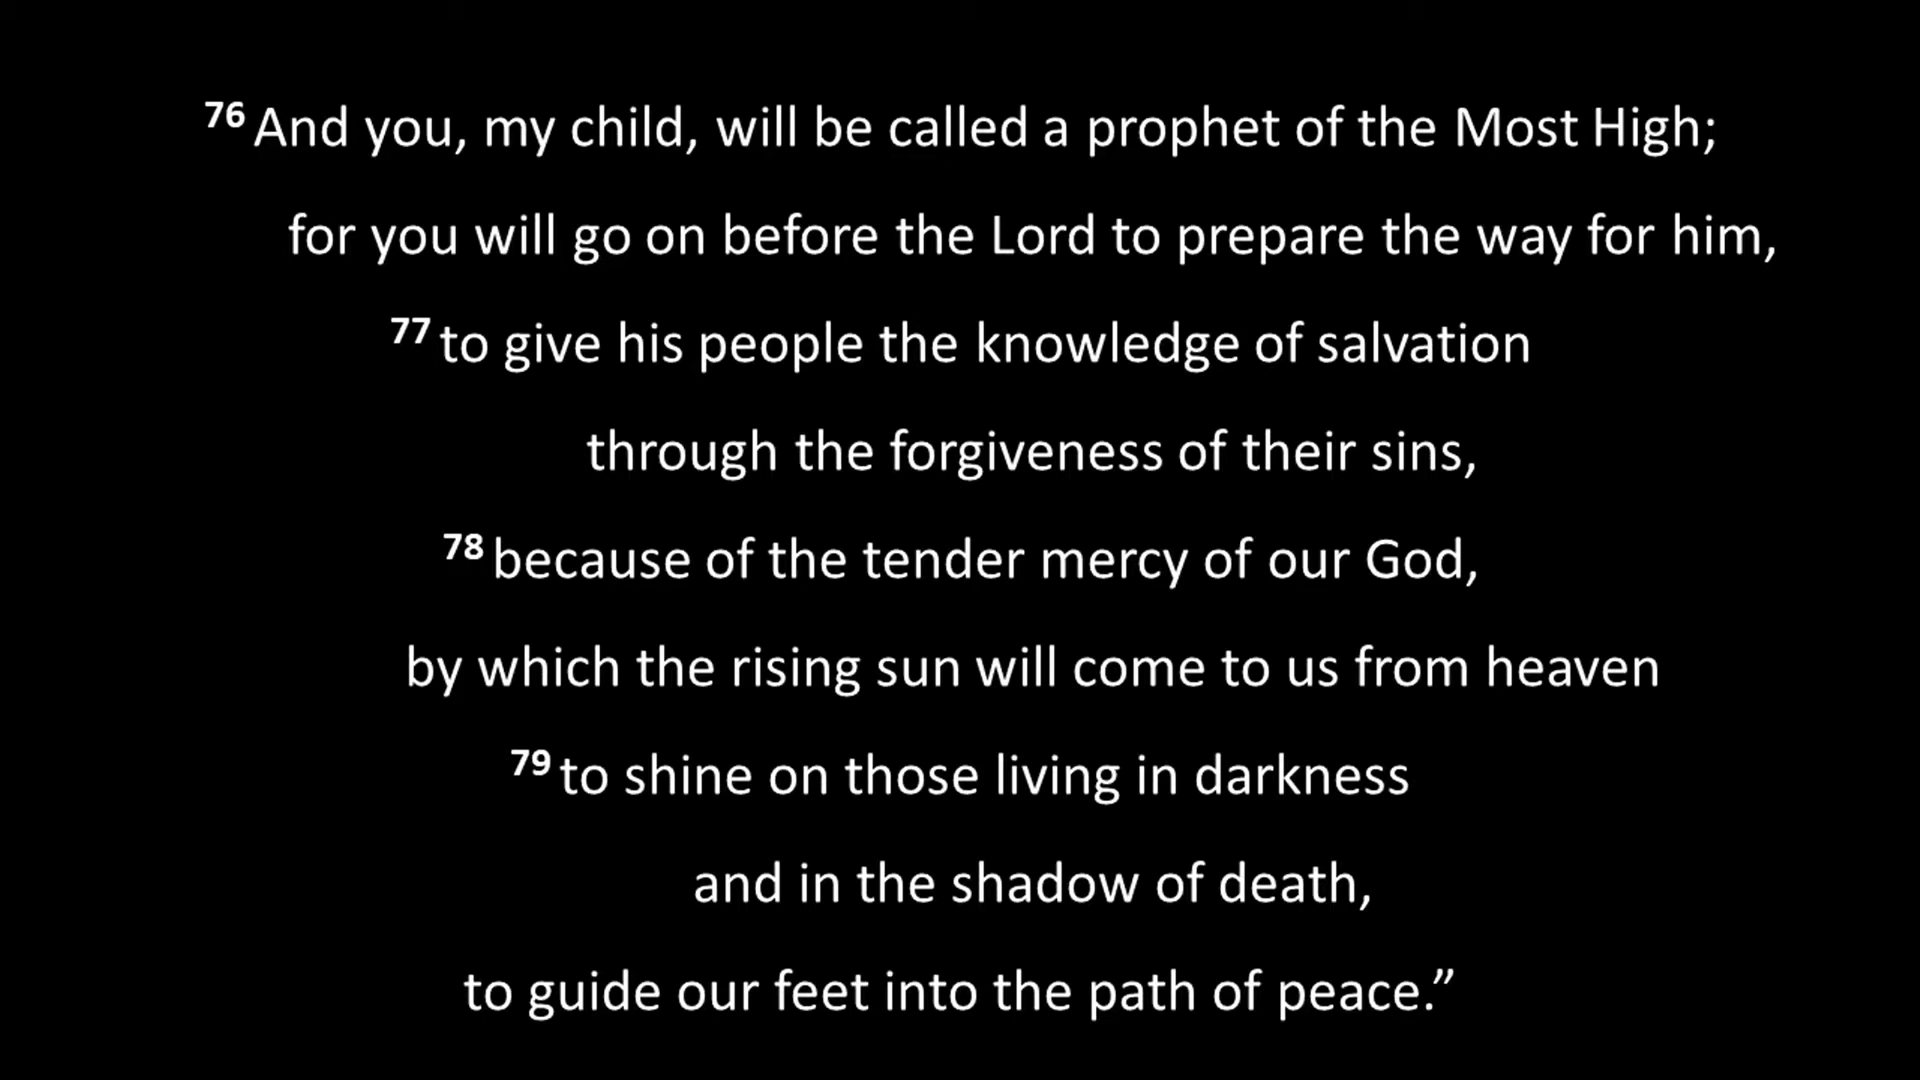 76 And you, my child, will be called a prophet of the Most High;
for you will go on before the Lord to prepare the way for him,
77 to give his people the knowledge of salvation
through the forgiveness of their sins,
78 because of the tender mercy of our God,
by which the rising sun will come to us from heaven
79 to shine on those living in darkness
and in the shadow of death,
to guide our feet into the path of peace.”